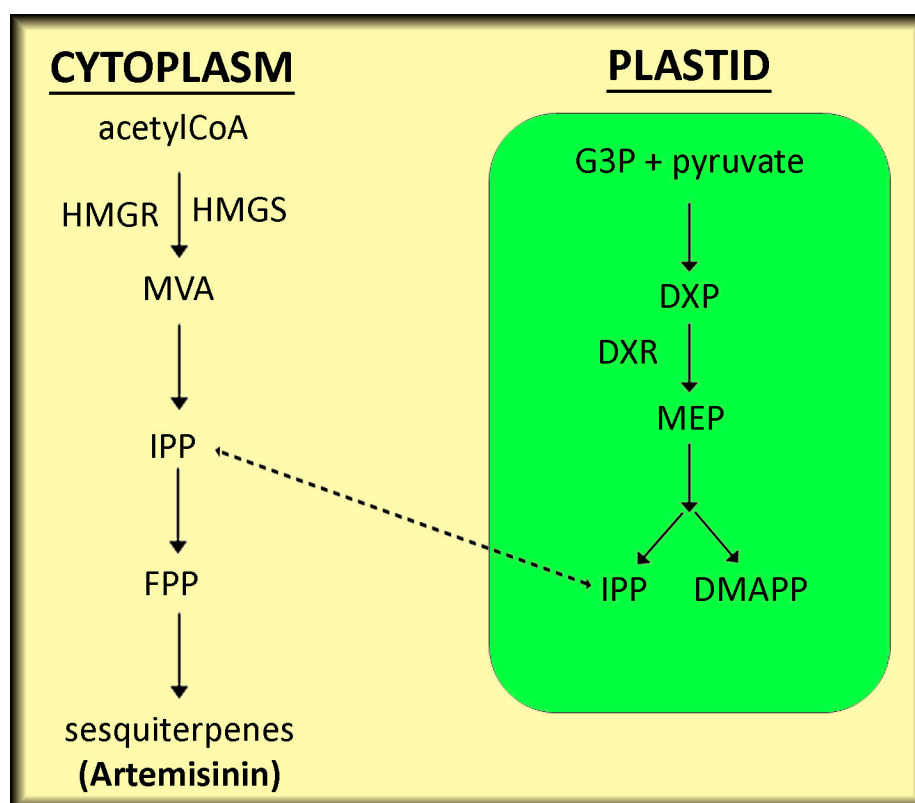 CYTOPLASM
acetylCoA
HMGR
HMGS
MVA
IPP
FPP
sesquiterpenes
(Artemisinin)
PLASTID
G3P + pyruvate
DXP
DXR
MEP
IPP DMAPP